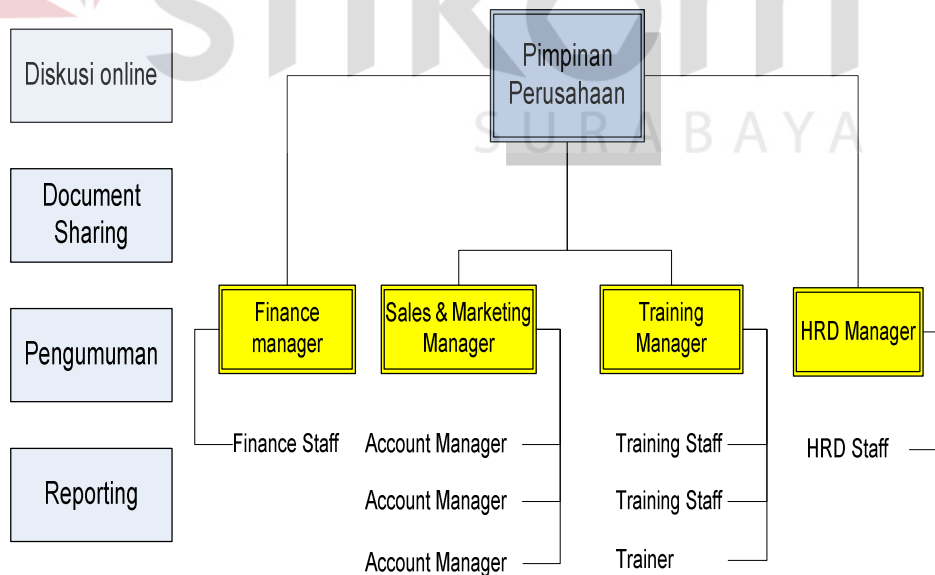 Diskusi online
Document
Sharing
Pengumuman
Reporting
Pimpinan
Perusahaan
SURABAYA
Finance
manager
Sales & Marketing
Manager
Training
Manager
HRD Manager
Finance Staff
Account Manager
Account Manager
Account Manager
Training Staff
Training Staff
Trainer
HRD Staff